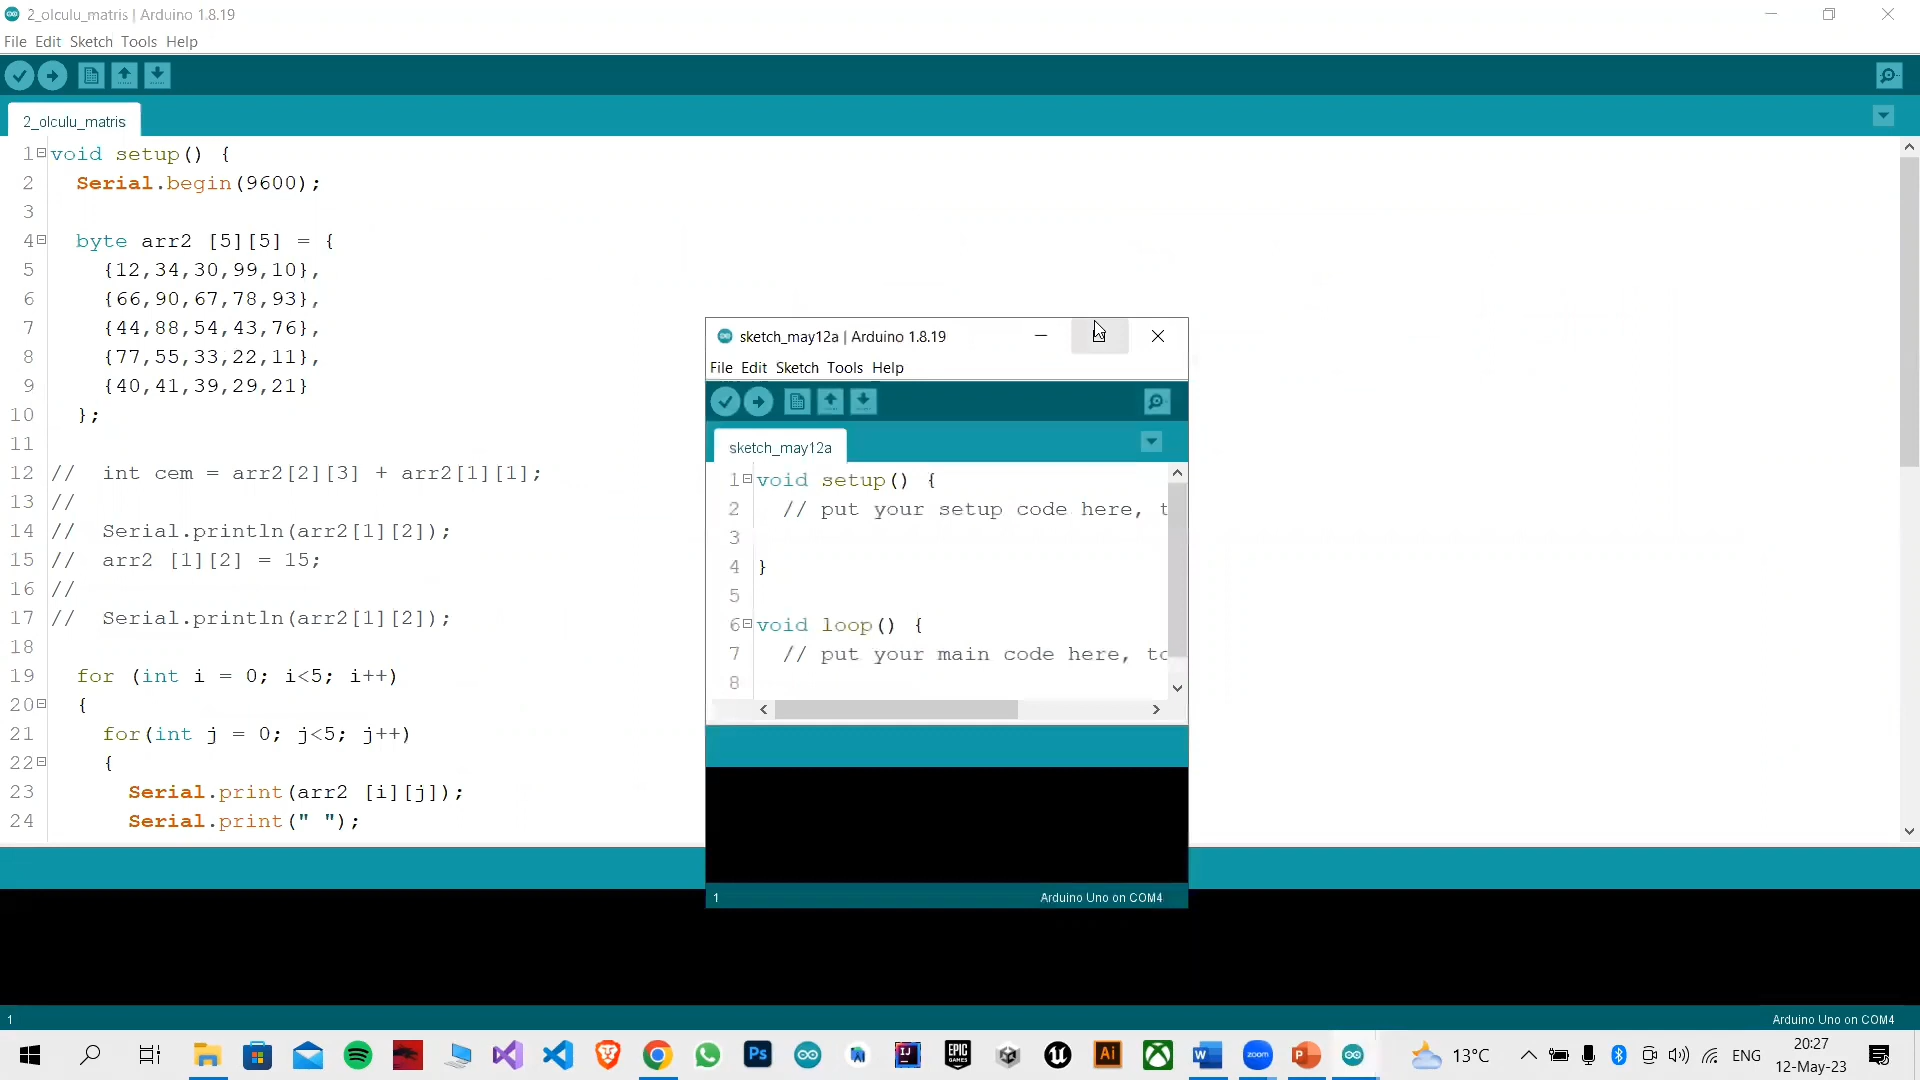 2_olculu_matris | Arduino 1.8.19
File Edit Sketch Tools Help
2_olculu_matris
1 void setup() {
2 Serial.begin(9600);
3
4 byte arr2 [5][5] = {
5 {12,34,30,99,10},
6 {66,90,67,78,93},
7 {44,88,54,43,76},
8 {77,55,33,22,11},
9 {40,41,39,29,21}
10 };
11
12 // int cem = arr2[2][3] + arr2[1][1];
13 //
14 // Serial.println(arr2[1][2]);
15 // arr2 [1][2] = 15;
16 //
17 // Serial.println(arr2[1][2]);
18
19 for (int i = 0; i<5; i++)
20 {
21 for(int j = 0; j<5; j++)
22 {
23 Serial.print(arr2 [i][j]);
24 Serial.print(" ");
sketch_may12a | Arduino 1.8.19
File Edit Sketch Tools Help
sketch_may12a
1 void setup() {
2 // put your setup code here, t
3
4 }
5
6 void loop() {
7 // put your main code here, to
8
1 Arduino Uno on COM4
1 Arduino Uno on COM4
Ps
IJ
EPIC GAMES
Ai
W
zoom
P
13°C
ENG
20:27
12-May-23